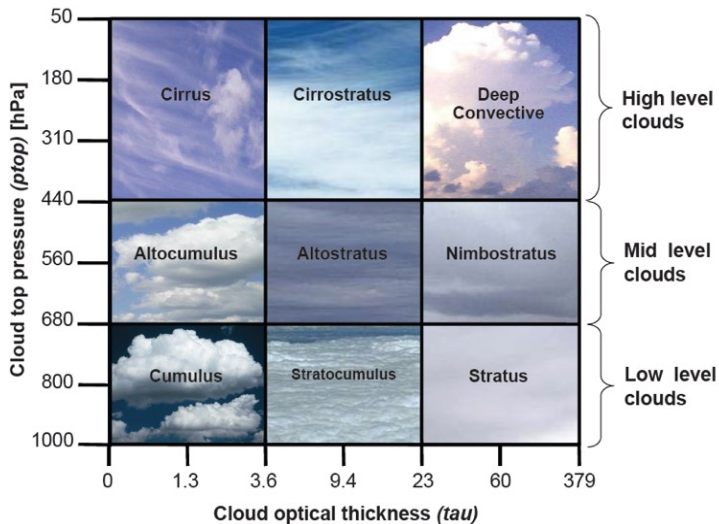 Cloud top pressure (ptop) [hPa]
50
180
310
440
560
680
800
1000
Cirrus
Cirrostratus
Deep
Convective
Altocumulus
Altostratus
Nimbostratus
Cumulus
Stratocumulus
Stratus
High level
clouds
Mid level
clouds
Low level
clouds
0
1.3
3.6
9.4
23
60
379
Cloud optical thickness (tau)